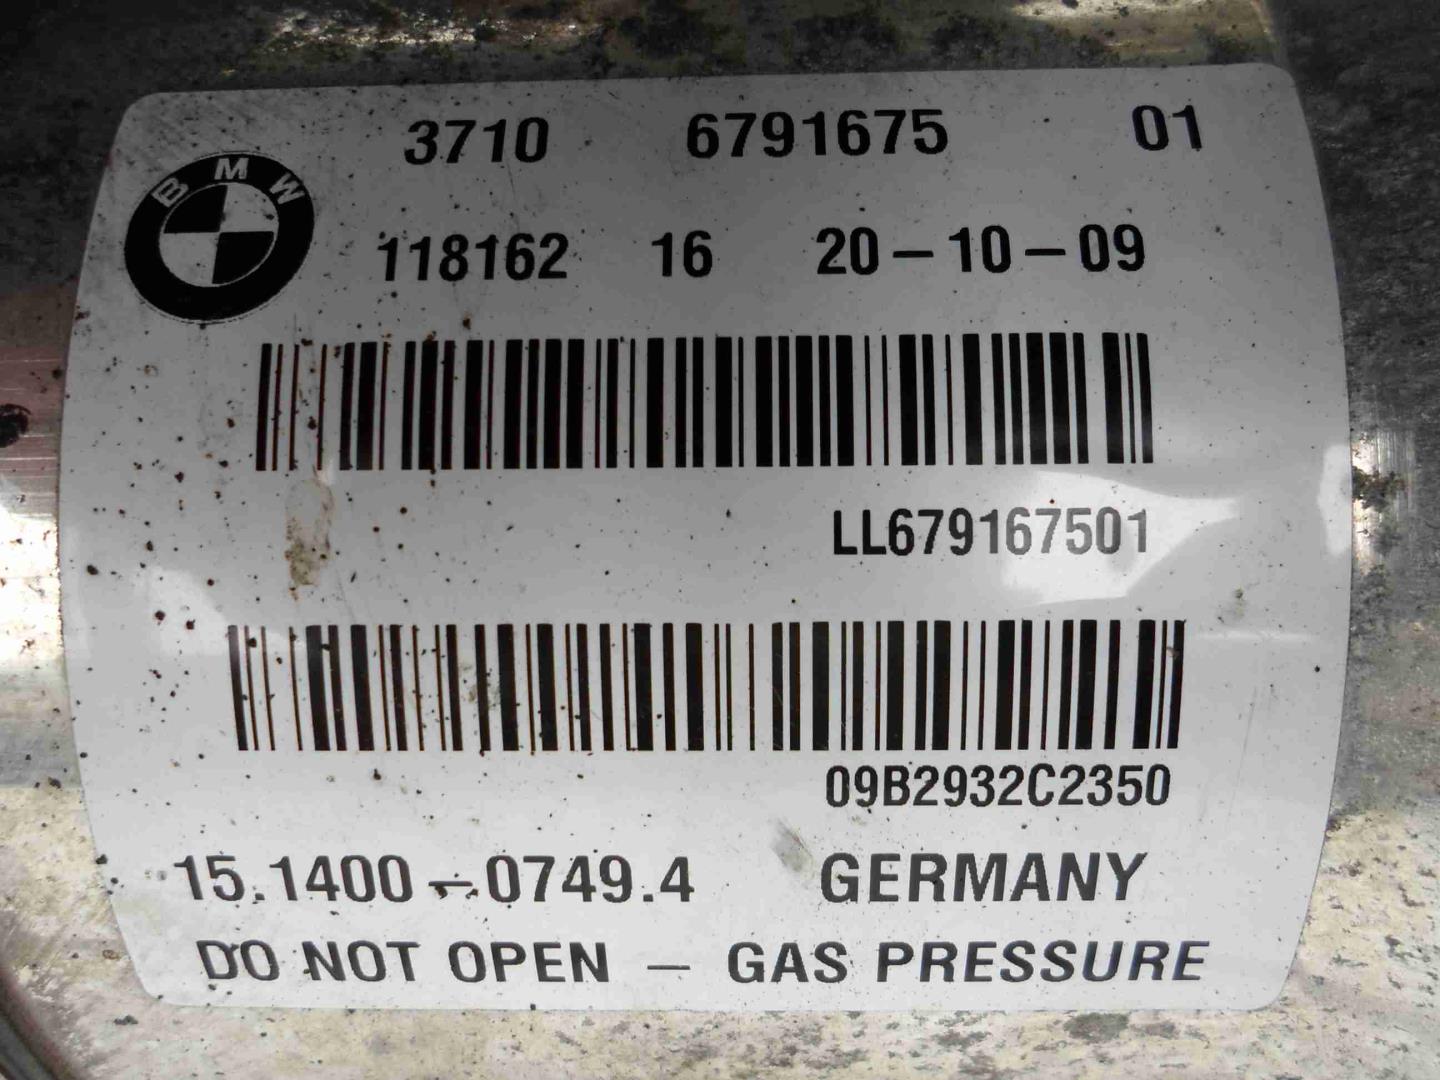 3710 6791675 01
BMW
118162 16 20-10-09
LL679167501
09B2932C2350
15.1400-0749.4 GERMANY
DO NOT OPEN - GAS PRESSURE